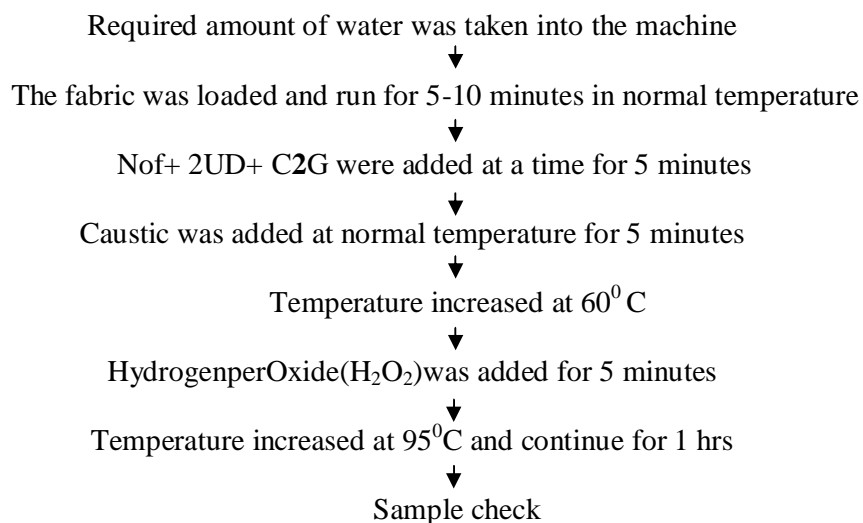 Required amount of water was taken into the machine
The fabric was loaded and run for 5-10 minutes in normal temperature
Nof+ 2UD+ C2G were added at a time for 5 minutes
Caustic was added at normal temperature for 5 minutes
Temperature increased at 60⁰ C
HydrogenperOxide(H₂O₂)was added for 5 minutes
Temperature increased at 95⁰C and continue for 1 hrs
Sample check